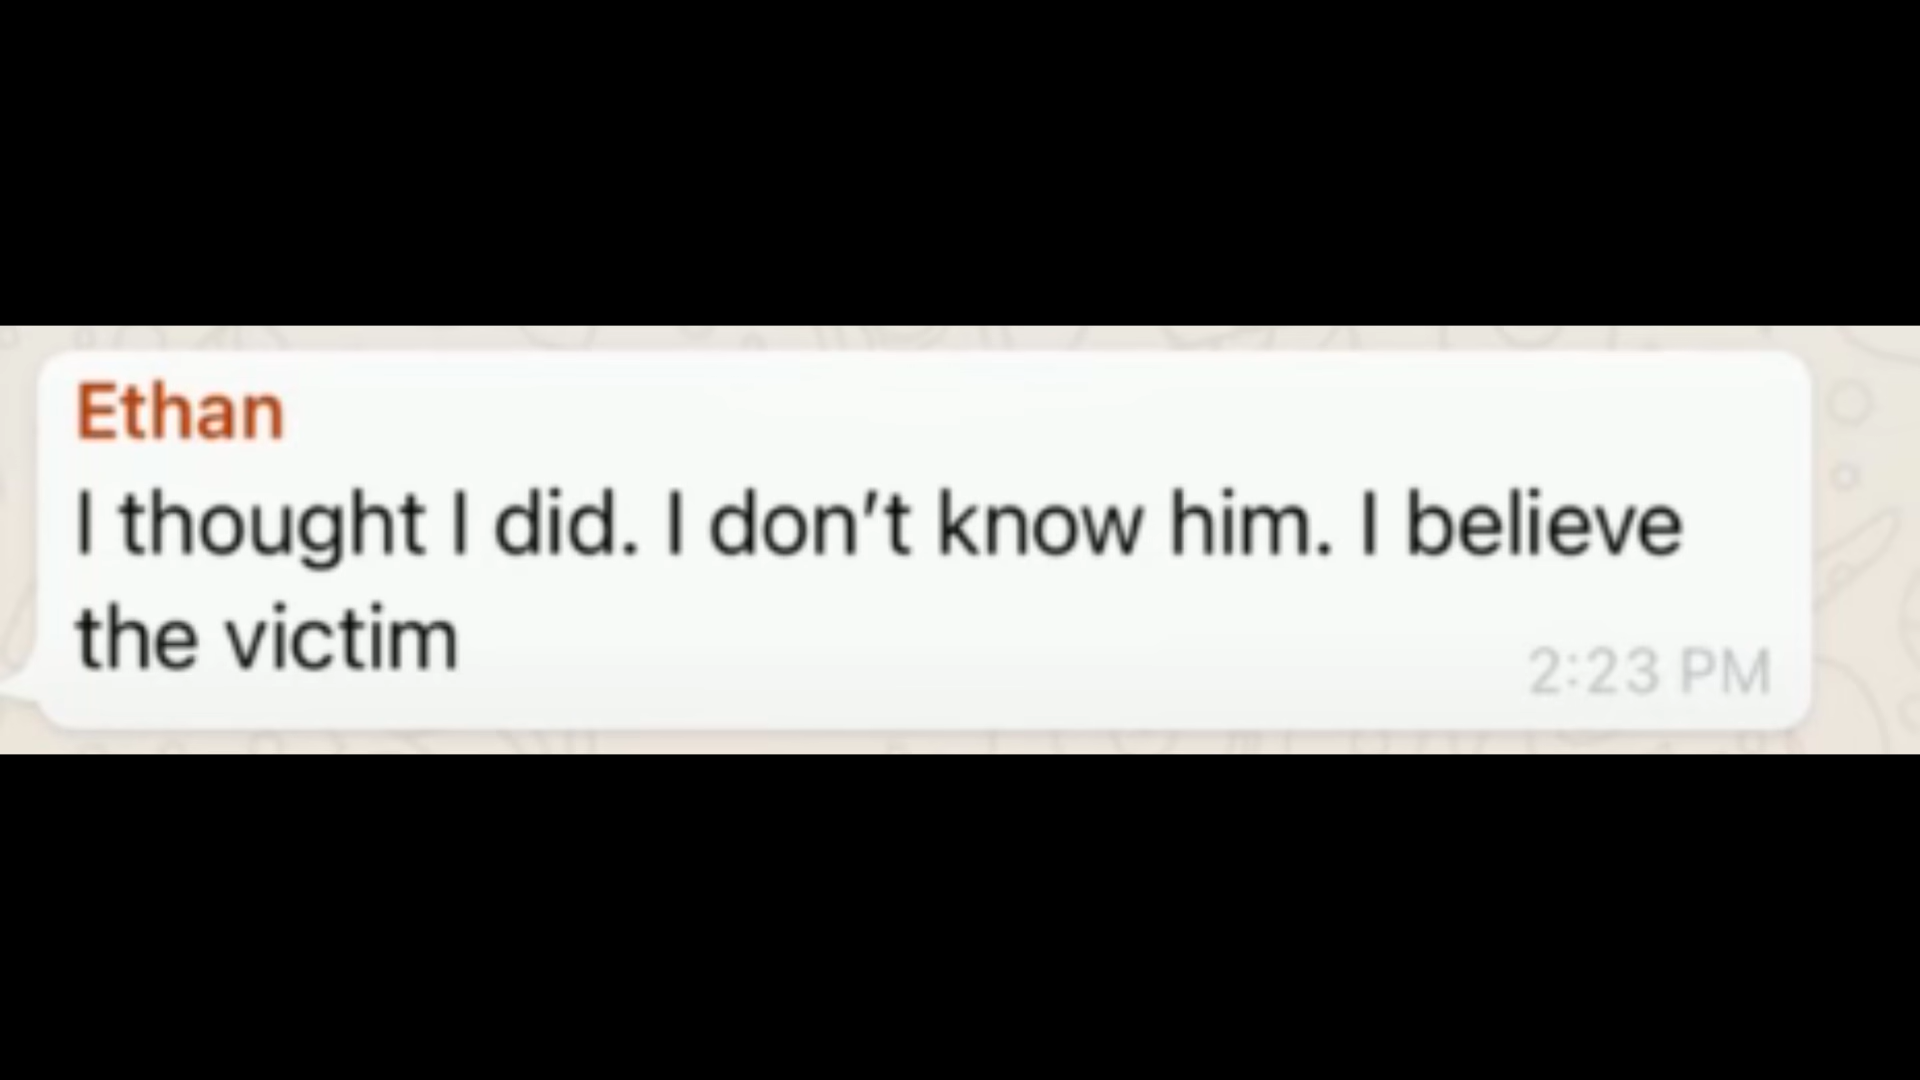 Ethan
I thought I did. I don’t know him. I believe
the victim
2:23 PM